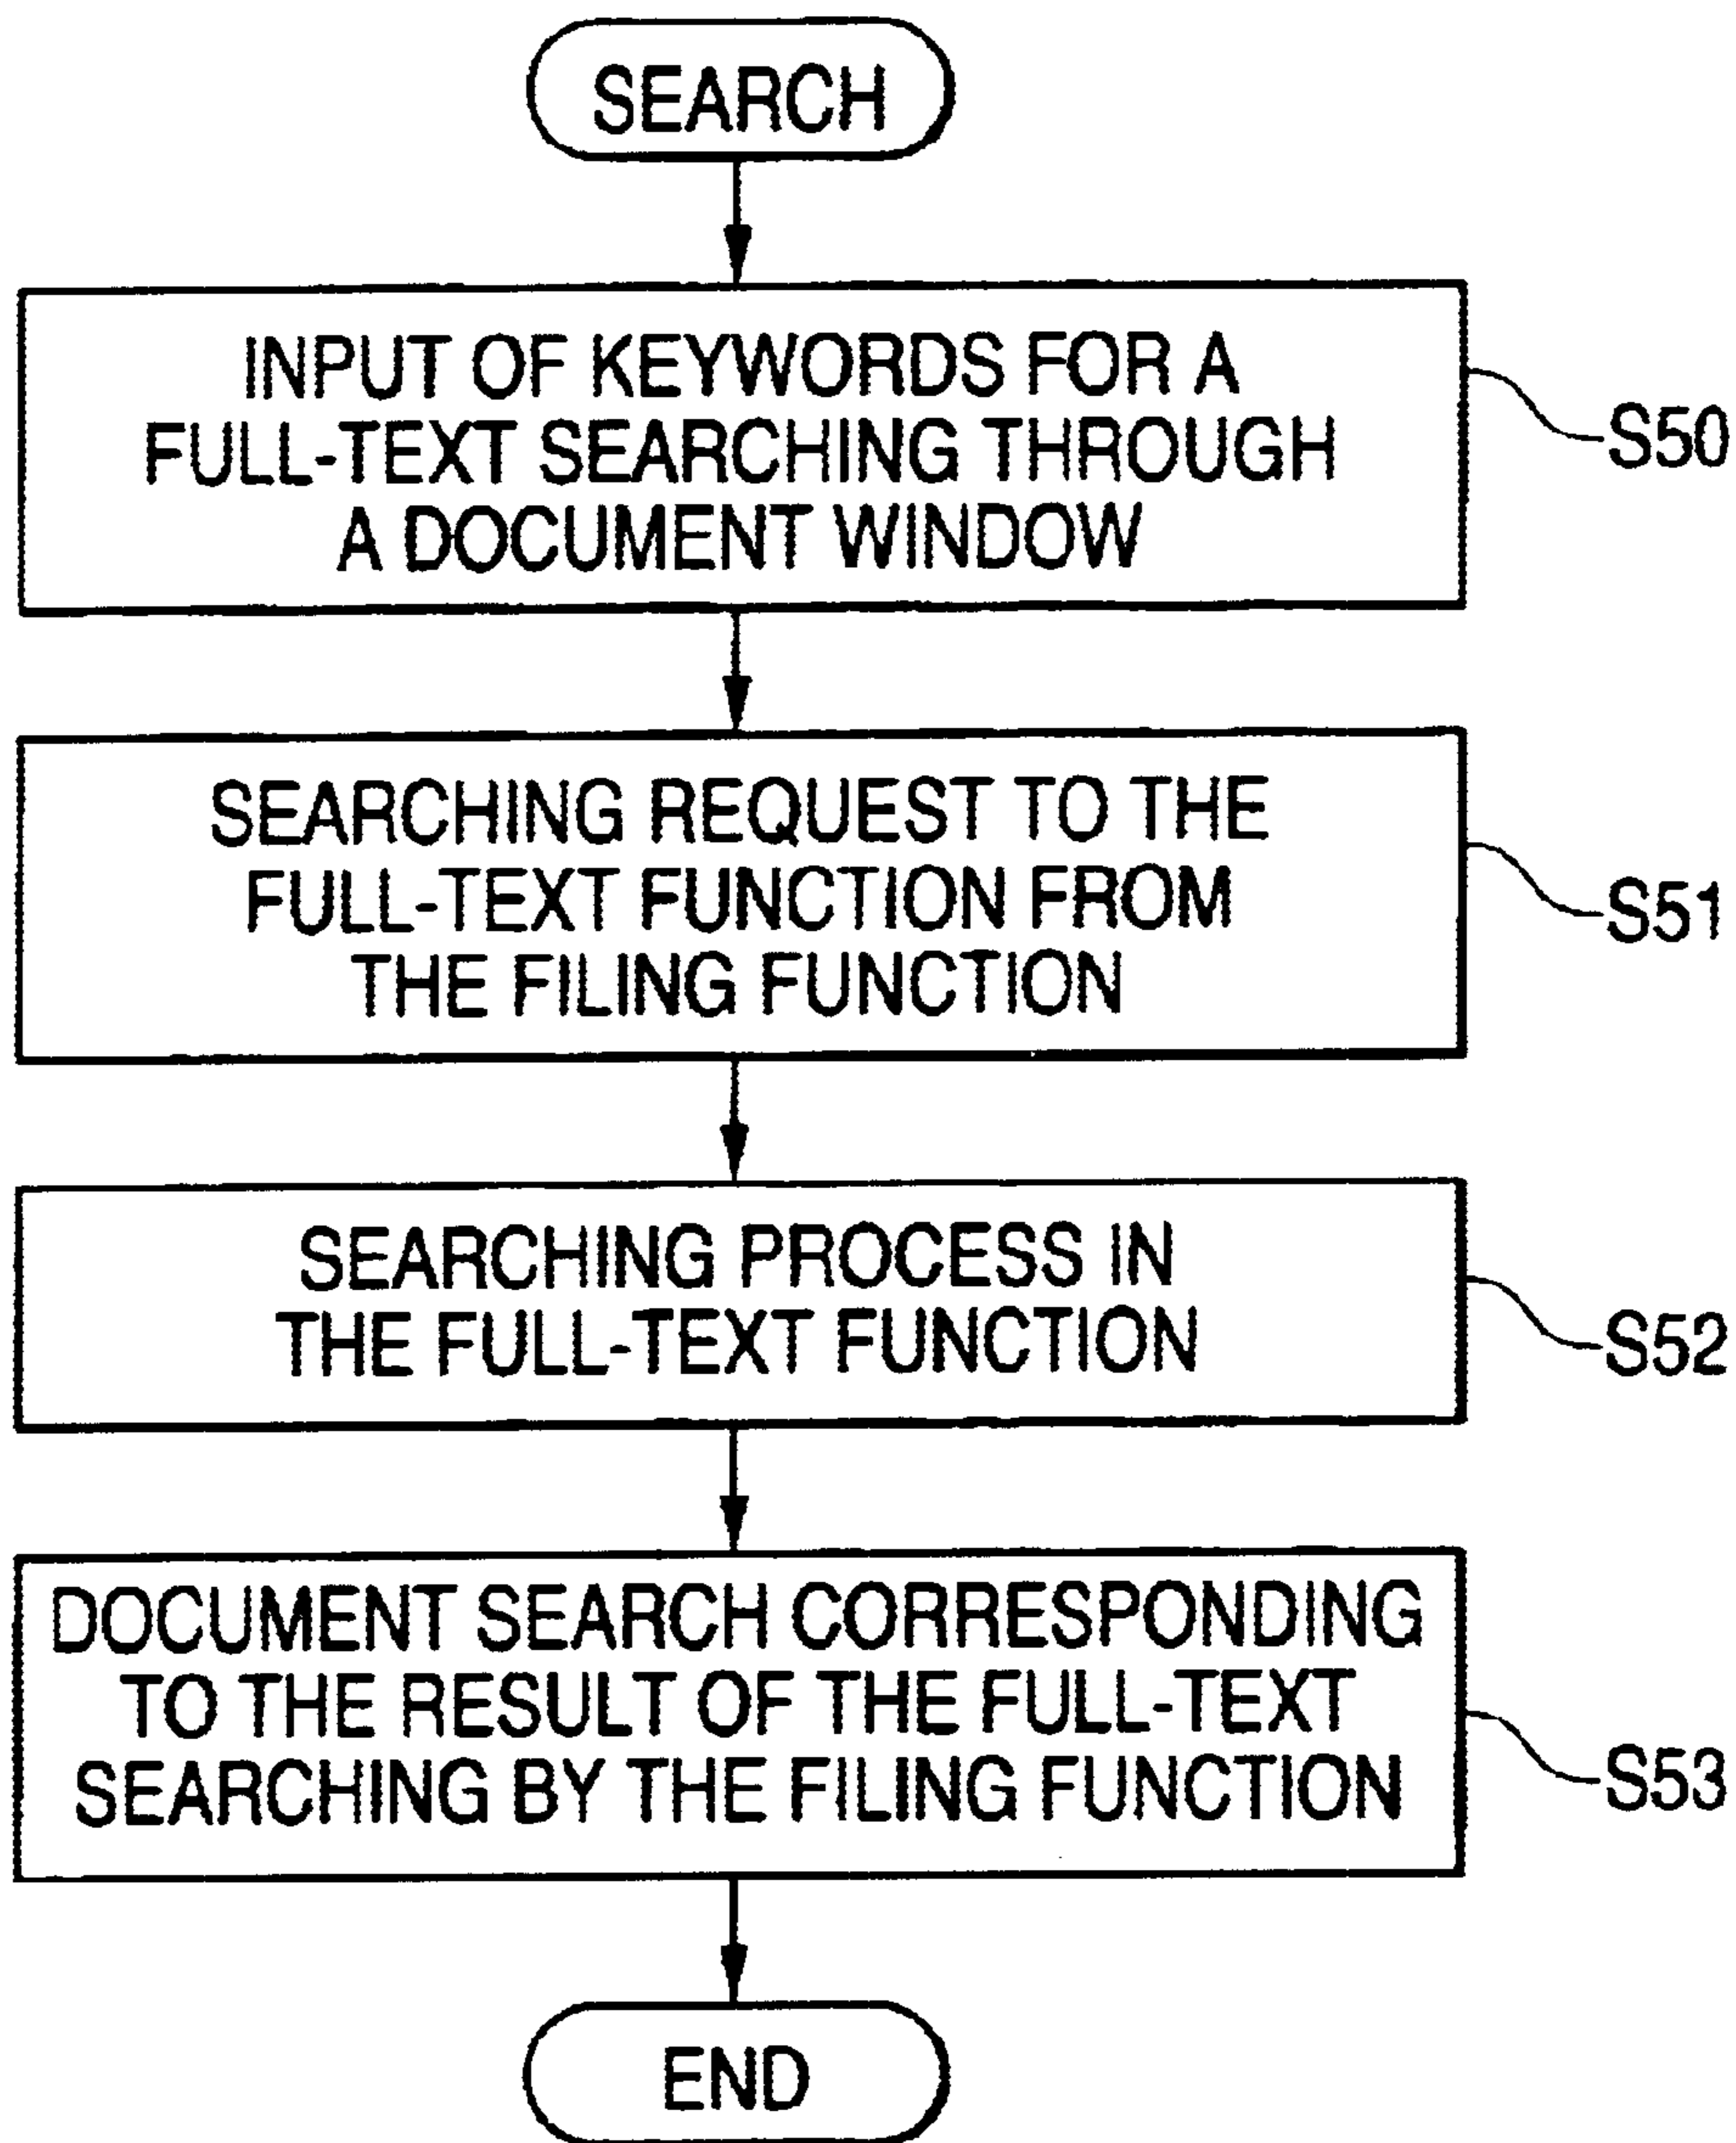 SEARCH
INPUT OF KEYWORDS FOR A
FULL-TEXT SEARCHING THROUGH
A DOCUMENT WINDOW
S50
SEARCHING REQUEST TO THE
FULL-TEXT FUNCTION FROM
THE FILING FUNCTION
S51
SEARCHING PROCESS IN
THE FULL-TEXT FUNCTION
S52
DOCUMENT SEARCH CORRESPONDING
TO THE RESULT OF THE FULL-TEXT
SEARCHING BY THE FILING FUNCTION
S53
END